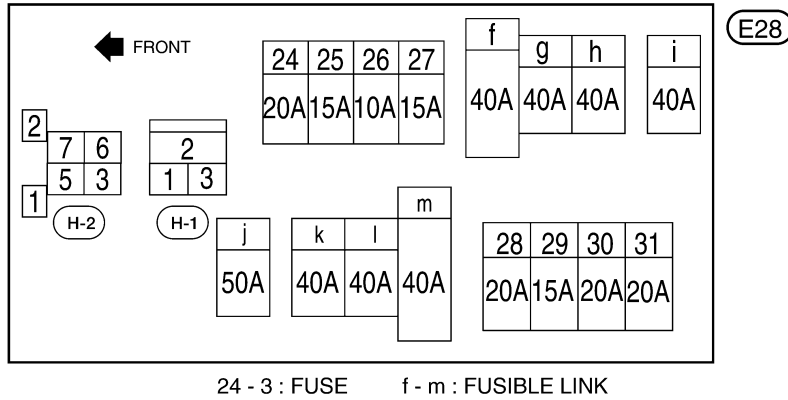 E28
FRONT
24 25 26 27
20A 15A 10A 15A
f g h i
40A 40A 40A 40A
2
7 6
5 3
1
H-2
2
1 3
H-1
j k l m
50A 40A 40A 40A
28 29 30 31
20A 15A 20A 20A
24 - 3 : FUSE f - m : FUSIBLE LINK